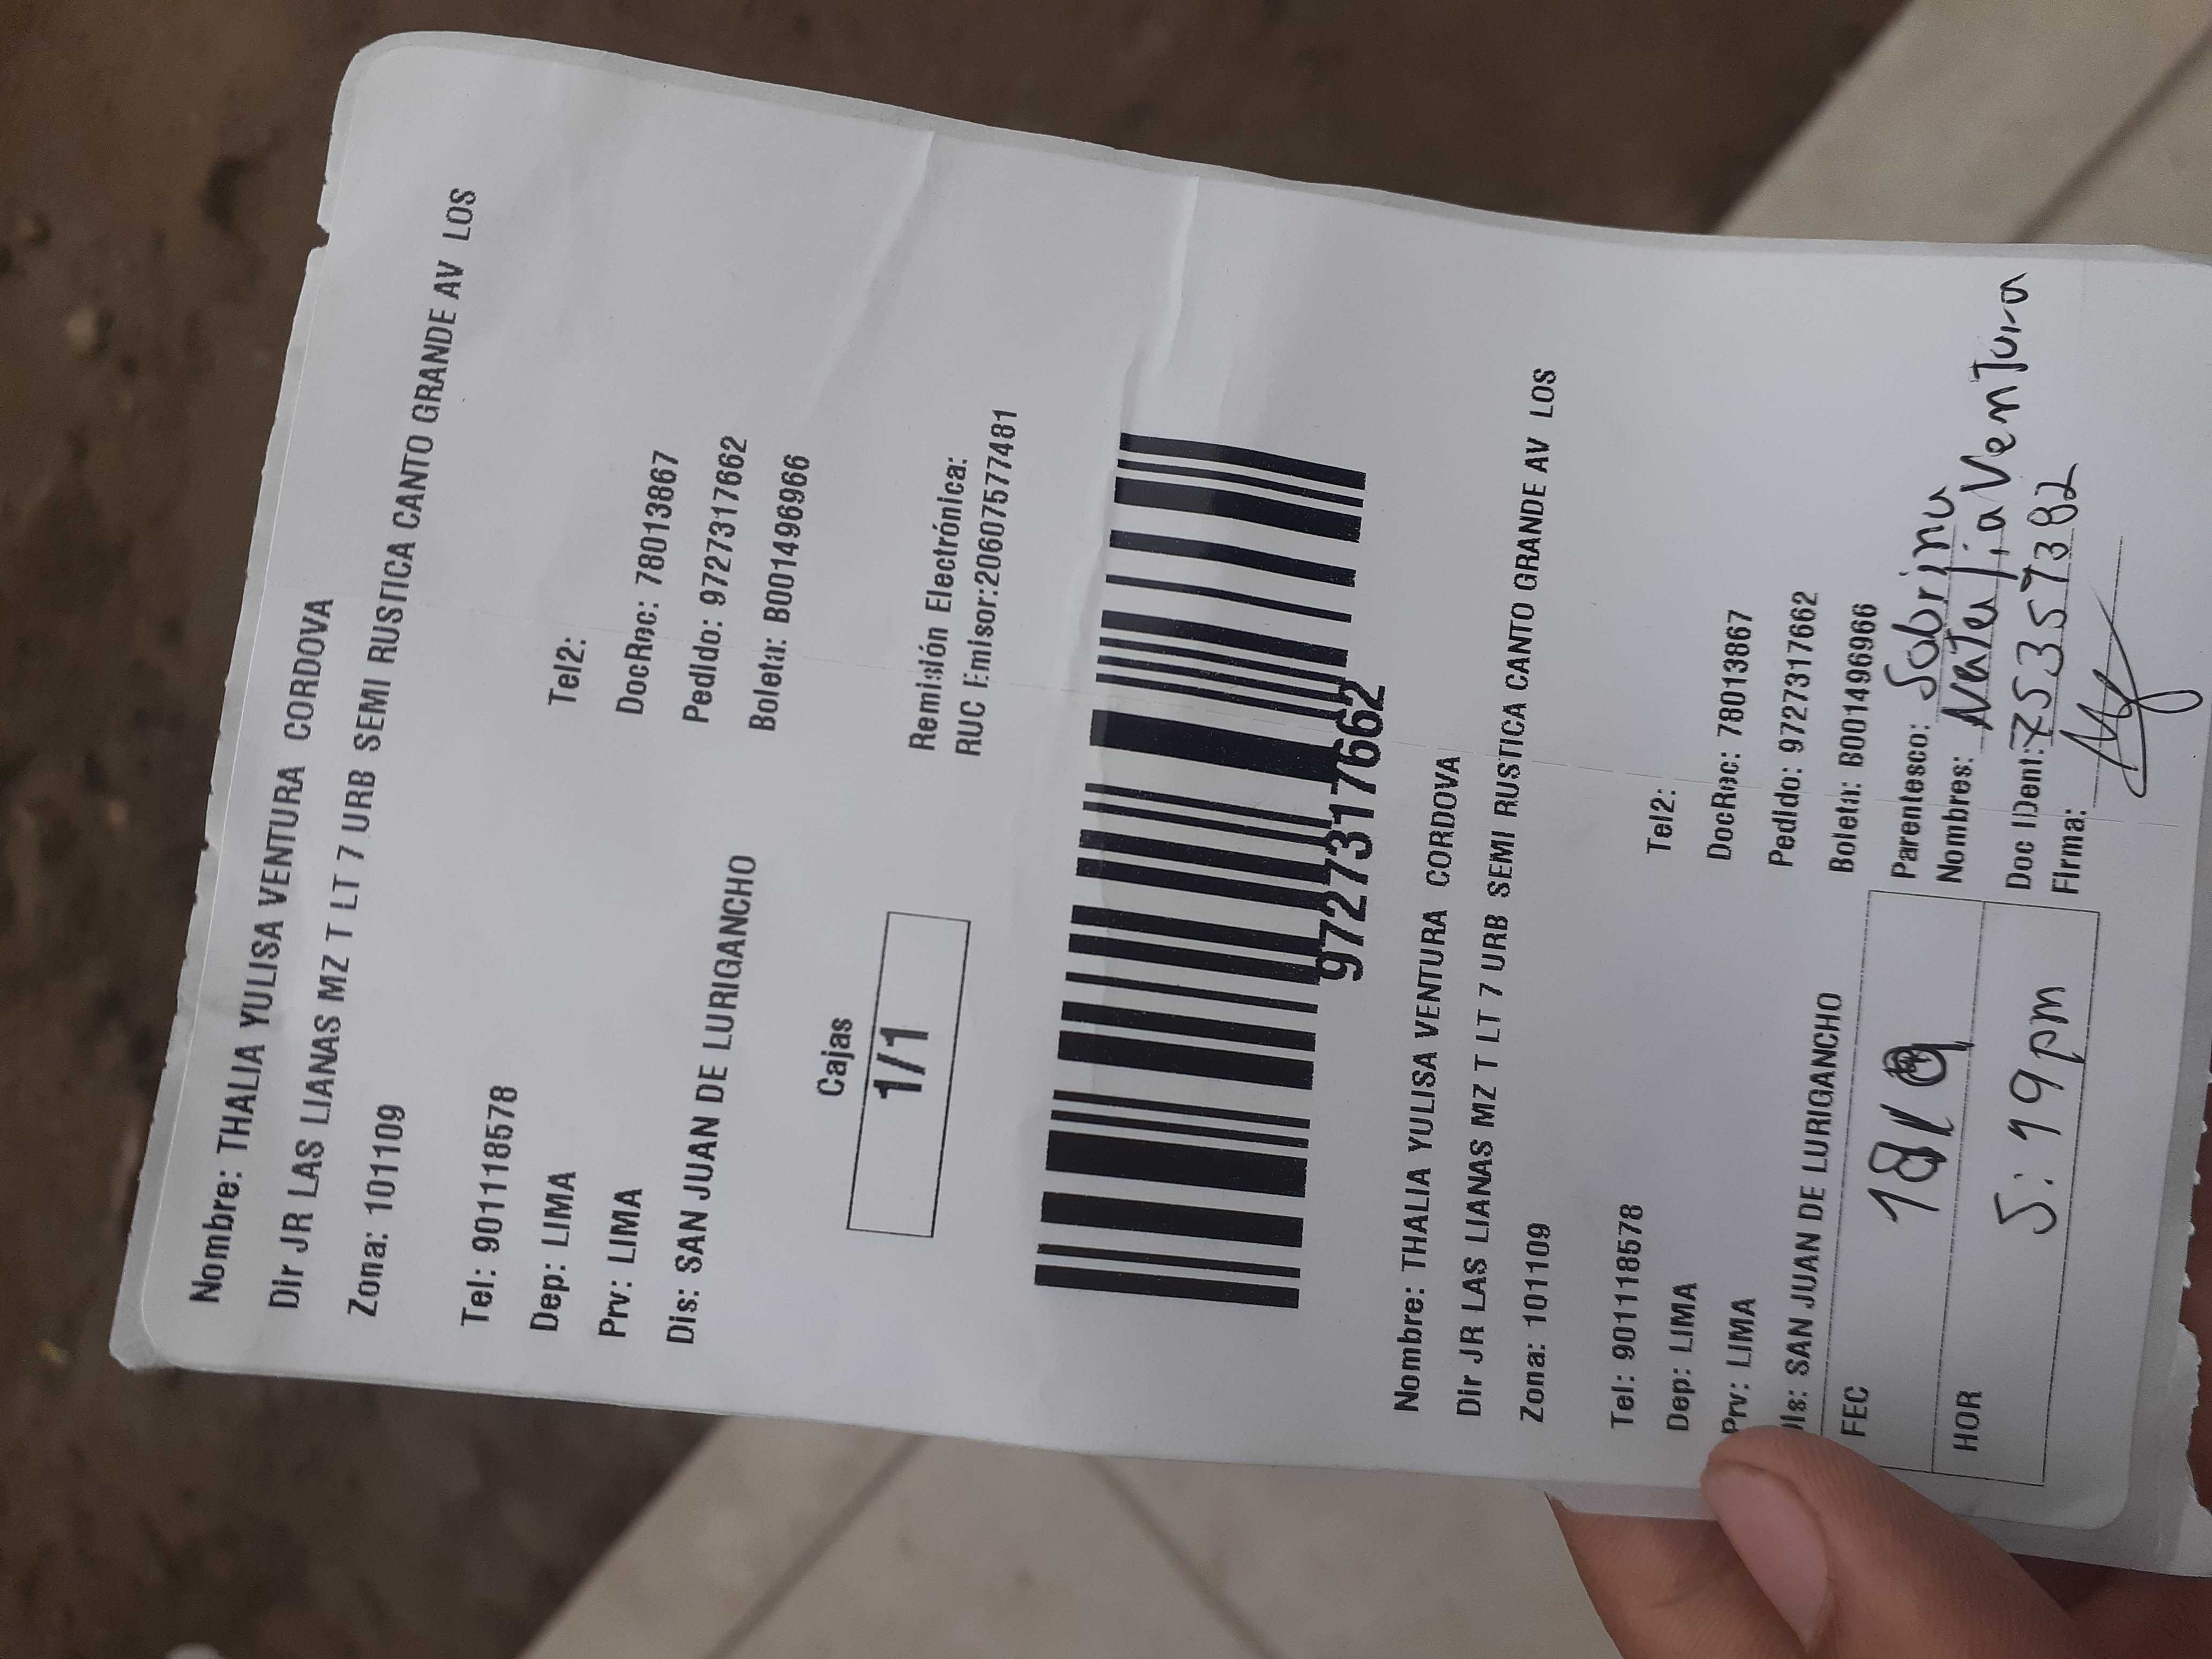 Nombre: THALIA YULISA VENTURA CORDOVA
Dir JR LAS LIANAS MZ T LT 7 URB SEMI RUSTICA CANTO GRANDE AV LOS
Zona: 101109
Tel: 901118578 Tel2:
Dep: LIMA DocRec: 78013867
Prv: LIMA Pedido: 9727317662
Dis: SAN JUAN DE LURIGANCHO Boleta: B001496966
Cajas
1/1
Remisión Electrónica:
RUC Emisor:20607577481
9727317662
Nombre: THALIA YULISA VENTURA CORDOVA
Dir JR LAS LIANAS MZ T LT 7 URB SEMI RUSTICA CANTO GRANDE AV LOS
Zona: 101109
Tel: 901118578 Tel2:
Dep: LIMA DocRec: 78013867
Prv: LIMA Pedido: 9727317662
Dis: SAN JUAN DE LURIGANCHO Boleta: B001496966
FEC Parentesco: Sobrina
Nombres: Ventura
HOR 5:19pm Doc IDent:75357382
Firma: